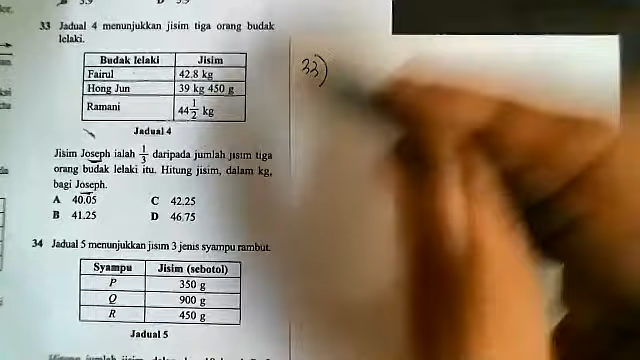 33 Jadual 4 menunjukkan jisim tiga orang budak
lelaki.
Budak lelaki Jisim
Fairul 42.8 kg
Hong Jun 39 kg 450 g
Ramani 44 1/2 kg
Jadual 4
Jisim Joseph ialah 1/3 daripada jumlah jisim tiga
orang budak lelaki itu. Hitung jisim, dalam kg,
bagi Joseph.
A 40.05 C 42.25
B 41.25 D 46.75
34 Jadual 5 menunjukkan jisim 3 jenis syampu rambut.
Syampu Jisim (sebotol)
P 350 g
Q 900 g
R 450 g
Jadual 5
33)